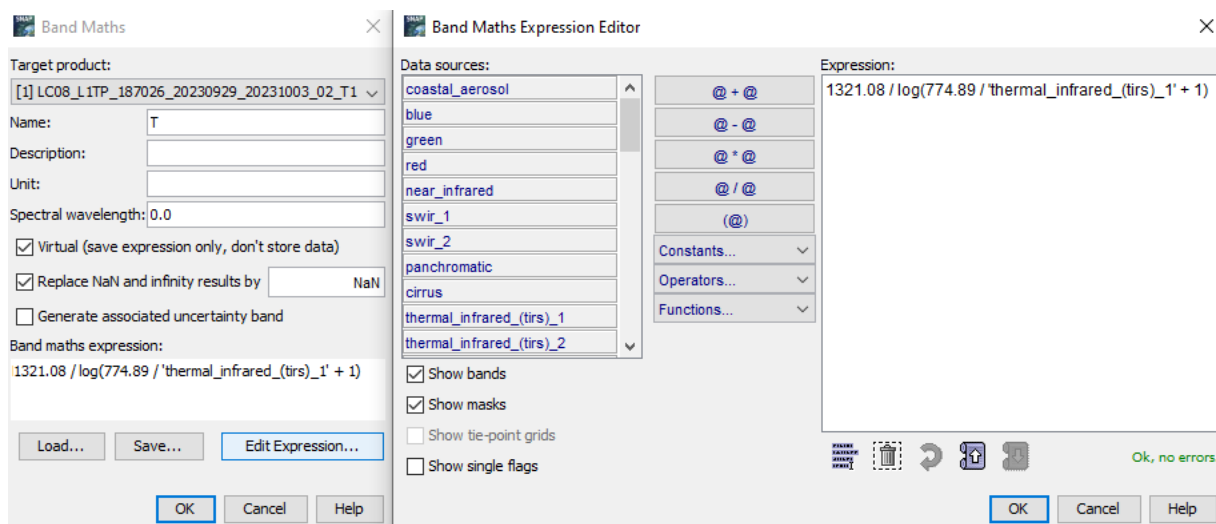 Band Maths
Target product:
[1] LC08_L1TP_187026_20230929_20231003_02_T1
Name: T
Description:
Unit:
Spectral wavelength: 0.0
Virtual (save expression only, don't store data)
Replace NaN and infinity results by NaN
Generate associated uncertainty band
Band maths expression:
1321.08 / log(774.89 / 'thermal_infrared_(tirs)_1' + 1)
Load... Save... Edit Expression...
OK Cancel Help
SNAP Band Maths Expression Editor
Data sources:
coastal_aerosol
blue
green
red
near_infrared
swir_1
swir_2
panchromatic
cirrus
thermal_infrared_(tirs)_1
thermal_infrared_(tirs)_2
Show bands
Show masks
Show tie-point grids
Show single flags
@ + @
@ - @
@ * @
@ / @
(@)
Constants...
Operators...
Functions...
Expression:
1321.08 / log(774.89 / 'thermal_infrared_(tirs)_1' + 1)
Ok, no errors
OK Cancel Help